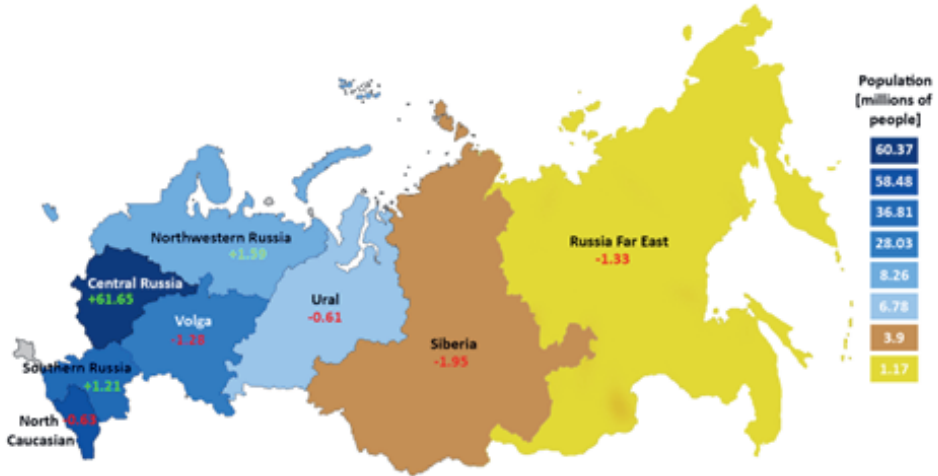 Population
[millions of
people]
60.37
58.48
36.81
28.03
8.26
6.78
3.9
1.17
Northwestern Russia
+1.59
Central Russia
+61.65
Volga
-1.28
Ural
-0.61
Siberia
-1.95
Russia Far East
-1.33
Southern Russia
+1.21
North -0.63
Caucasian